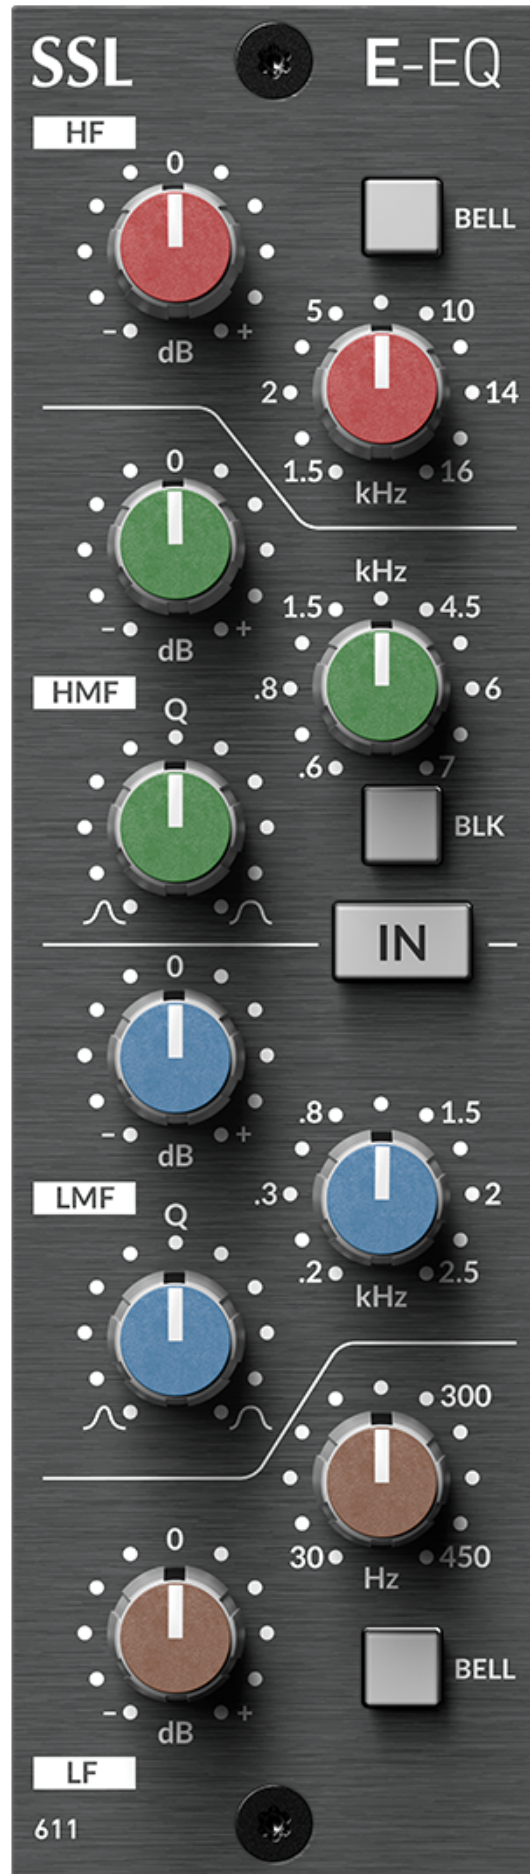 SSL E-EQ
HF
0
BELL
- dB +
5 10
2 14
1.5 16
kHz
0
- dB +
kHz
1.5 4.5
.8 6
.6 7
HMF
Q
BLK
IN
0
- dB +
.8 1.5
.3 2
.2 2.5
kHz
LMF
Q
300
30 450
Hz
0
BELL
- dB +
LF
611